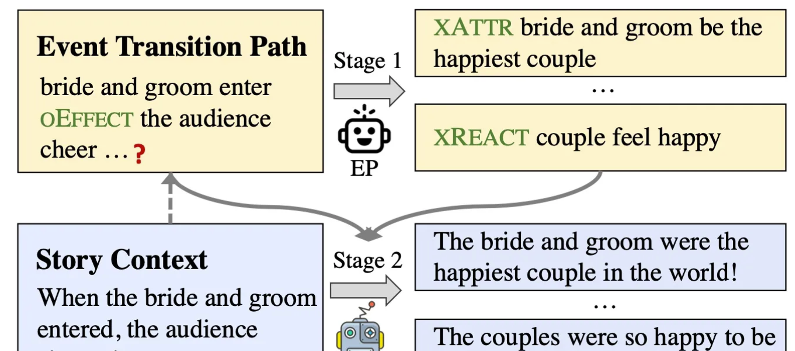 Event Transition Path
bride and groom enter
OEFFECT the audience
cheer … ?
Stage 1
EP
XATTR bride and groom be the
happiest couple
…
XREACT couple feel happy
Story Context
When the bride and groom
entered, the audience
Stage 2
The bride and groom were the
happiest couple in the world!
…
The couples were so happy to be